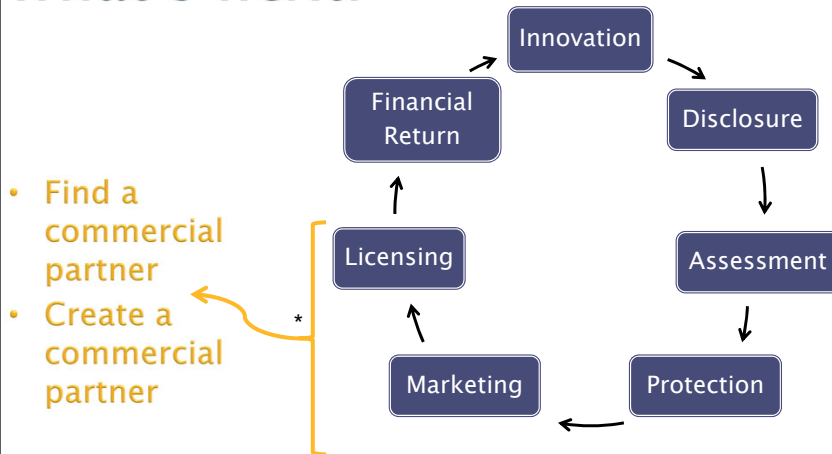 Innovation
Financial
Return
Disclosure
• Find a
commercial
partner
• Create a
commercial
partner
*
Licensing
Assessment
Marketing
Protection